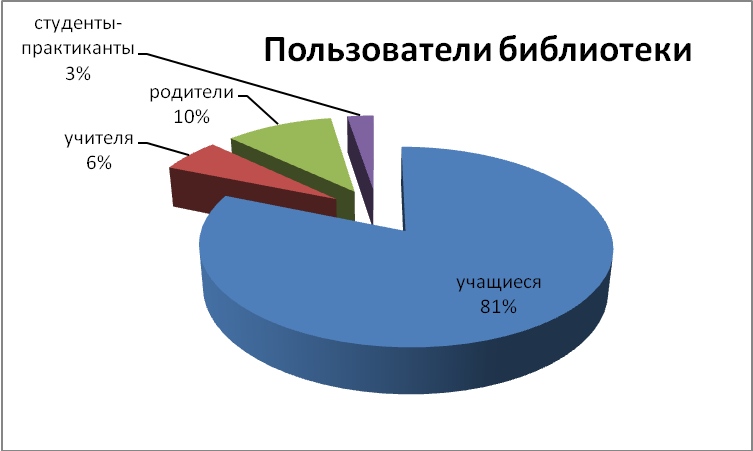 Пользователи библиотеки
студенты-
практиканты
3%
родители
10%
учителя
6%
учащиеся
81%